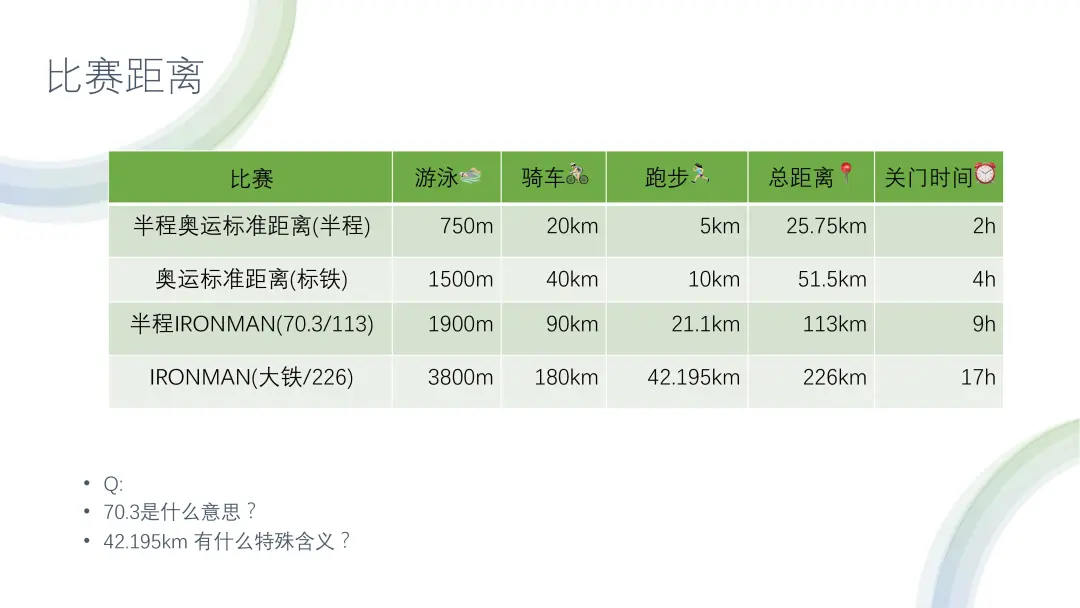 比赛距离
比赛 游泳🏊 骑车🚴 跑步🏃 总距离📍 关门时间⏰
半程奥运标准距离(半程) 750m 20km 5km 25.75km 2h
奥运标准距离(标铁) 1500m 40km 10km 51.5km 4h
半程IRONMAN(70.3/113) 1900m 90km 21.1km 113km 9h
IRONMAN(大铁/226) 3800m 180km 42.195km 226km 17h
• Q:
• 70.3是什么意思？
• 42.195km 有什么特殊含义？